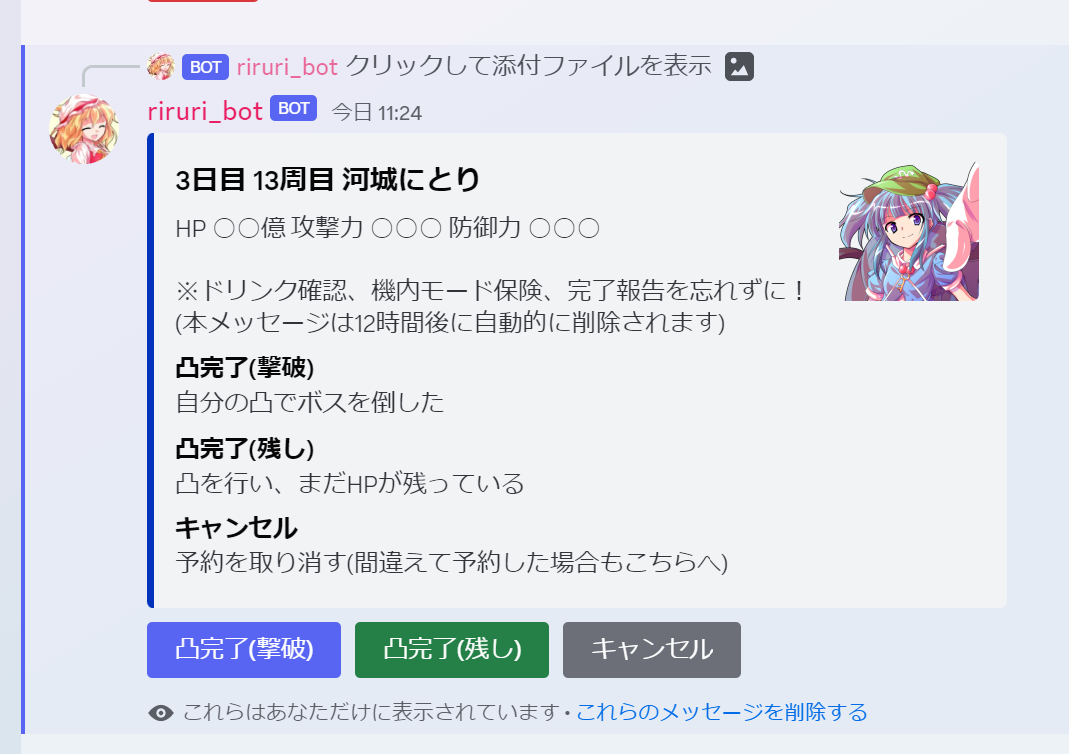 BOT riruri_bot クリックして添付ファイルを表示
riruri_bot BOT 今日 11:24
3日目 13周目 河城にとり
HP 〇〇億 攻撃力 〇〇〇 防御力 〇〇〇
※ドリンク確認、機内モード保険、完了報告を忘れずに！
(本メッセージは12時間後に自動的に削除されます)
凸完了(撃破)
自分の凸でボスを倒した
凸完了(残し)
凸を行い、まだHPが残っている
キャンセル
予約を取り消す(間違えて予約した場合もこちらへ)
凸完了(撃破) 凸完了(残し) キャンセル
これらはあなただけに表示されています • これらのメッセージを削除する